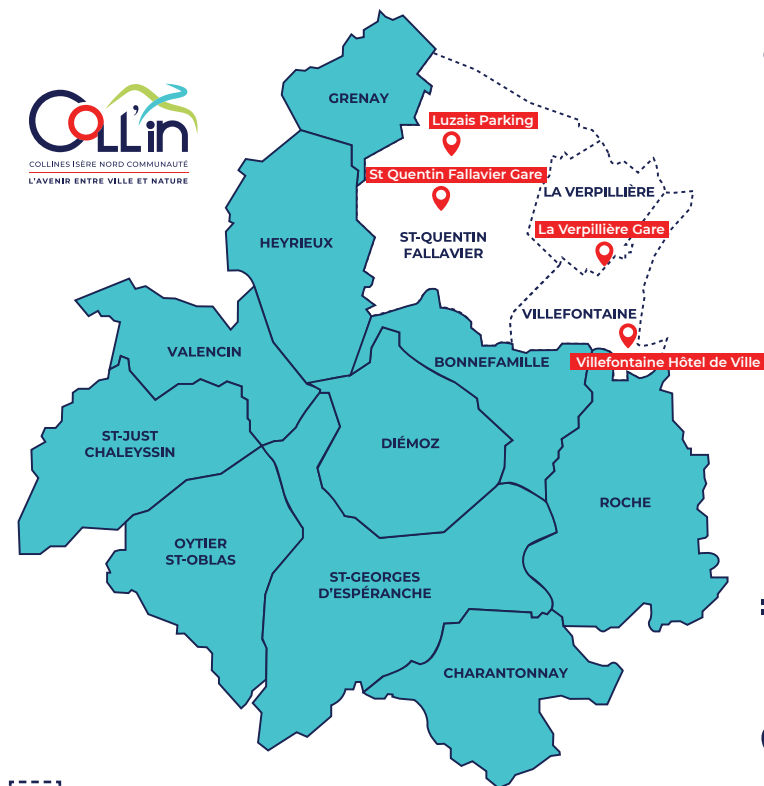 COLL'in
COLLINES ISÈRE NORD COMMUNAUTÉ
L'AVENIR ENTRE VILLE ET NATURE
GRENAY
Luzais Parking
St Quentin Fallavier Gare
LA VERPILLIÈRE
La Verpillière Gare
HEYRIEUX
ST-QUENTIN
FALLAVIER
VILLEFONTAINE
VALENCIN
BONNEFAMILLE
Villefontaine Hôtel de Ville
ST-JUST
CHALEYSSIN
DIÉMOZ
ROCHE
OYTIER
ST-OBLAS
ST-GEORGES
D'ESPÉRANCHE
CHARANTONNAY